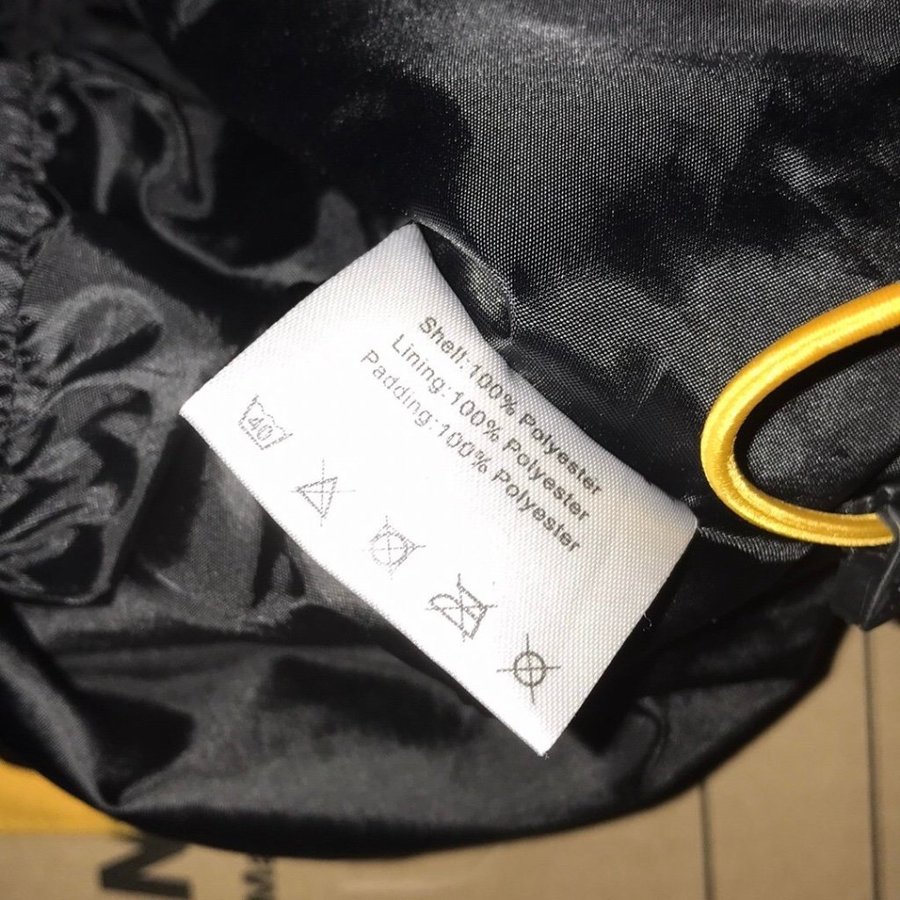 Shell:100% Polyester
Lining:100% Polyester
Padding:100% Polyester
40